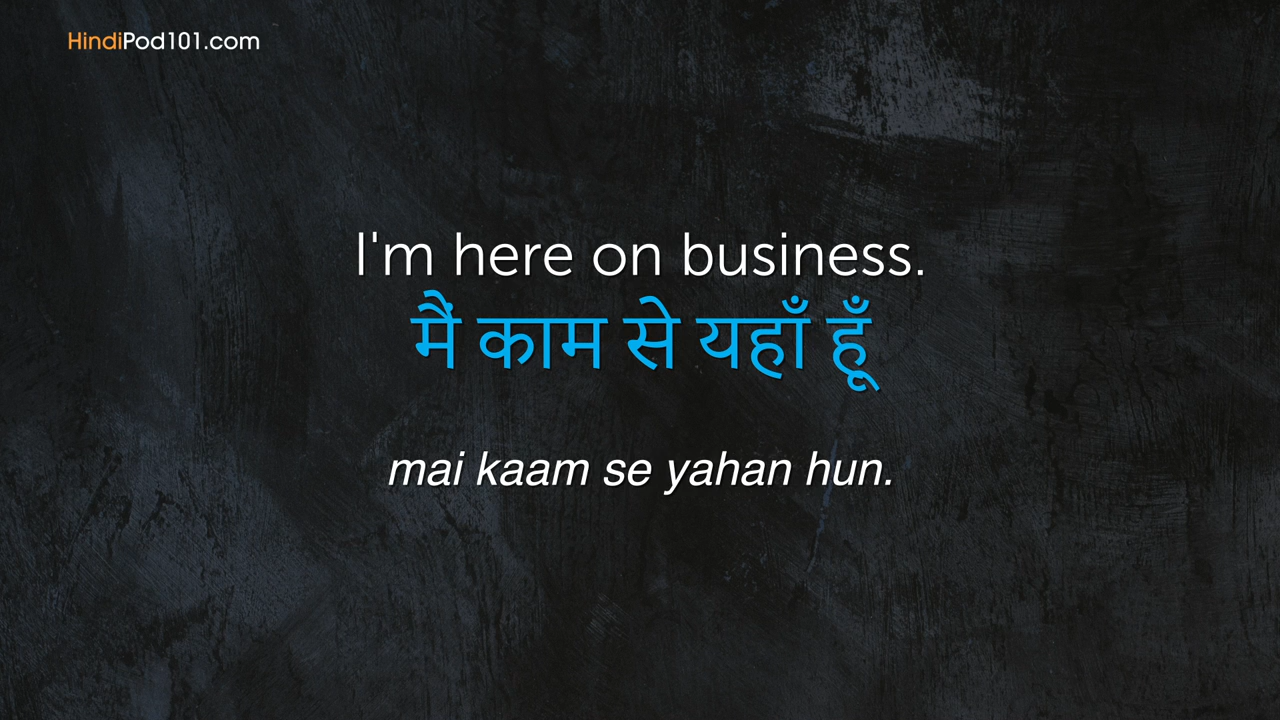 HindiPod101.com
I'm here on business.
मैं काम से यहाँ हूँ
mai kaam se yahan hun.